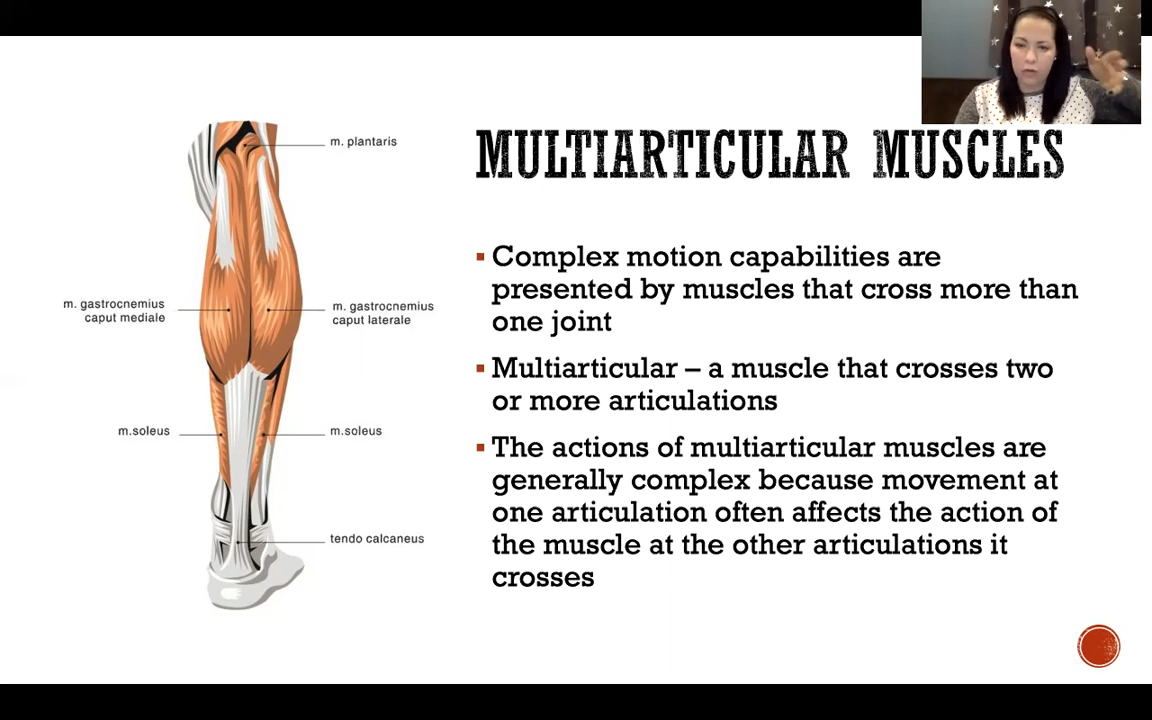 MULTIARTICULAR MUSCLES
m. plantaris
m. gastrocnemius
caput mediale
m. gastrocnemius
caput laterale
m.soleus
m.soleus
tendo calcaneus
▪ Complex motion capabilities are
presented by muscles that cross more than
one joint
▪ Multiarticular – a muscle that crosses two
or more articulations
▪ The actions of multiarticular muscles are
generally complex because movement at
one articulation often affects the action of
the muscle at the other articulations it
crosses